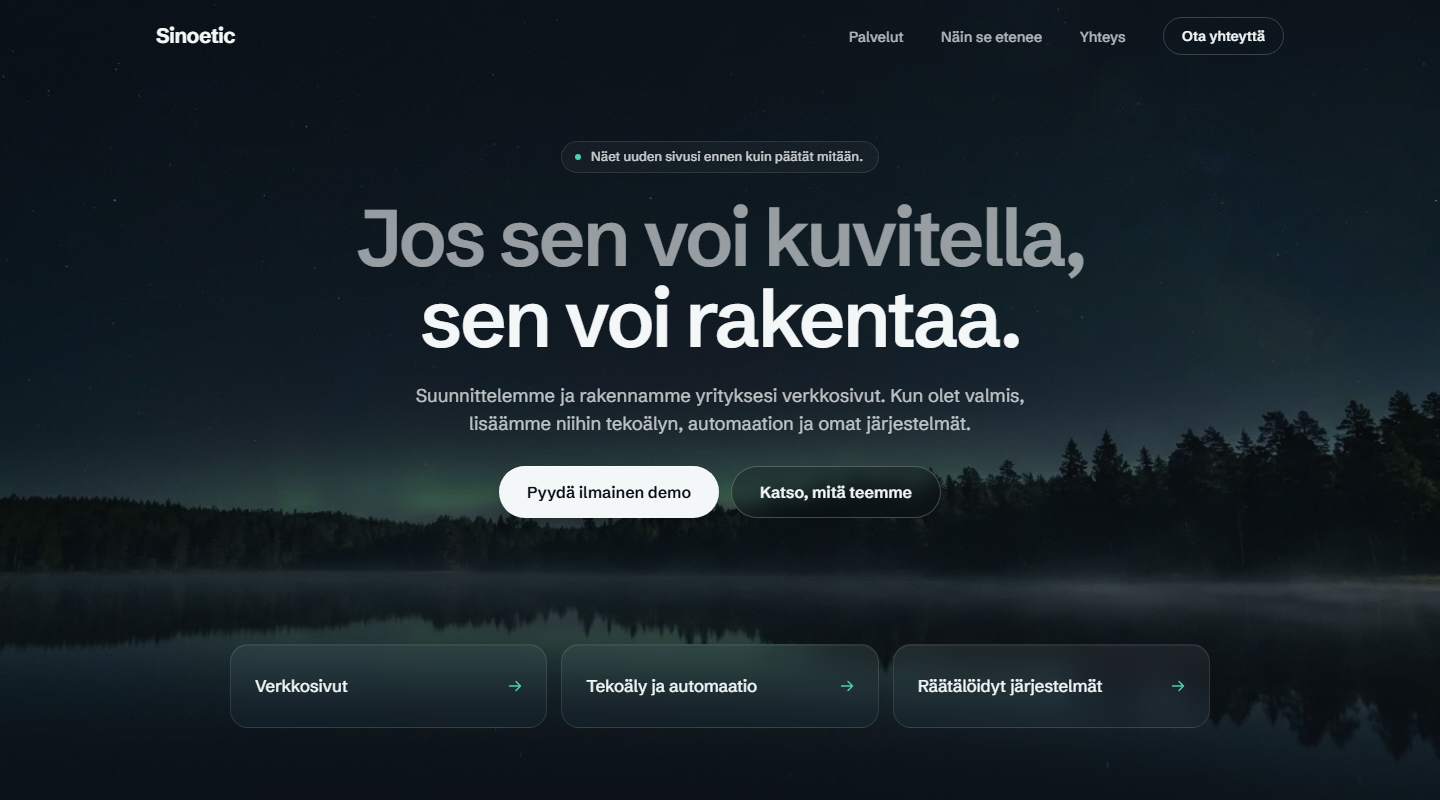 Sinoetic
Palvelut
Näin se etenee
Yhteys
Ota yhteyttä
Näet uuden sivusi ennen kuin päätät mitään.
Jos sen voi kuvitella,
sen voi rakentaa.
Suunnittelemme ja rakennamme yrityksesi verkkosivut. Kun olet valmis,
lisäämme niihin tekoälyn, automaation ja omat järjestelmät.
Pyydä ilmainen demo
Katso, mitä teemme
Verkkosivut
Tekoäly ja automaatio
Räätälöidyt järjestelmät